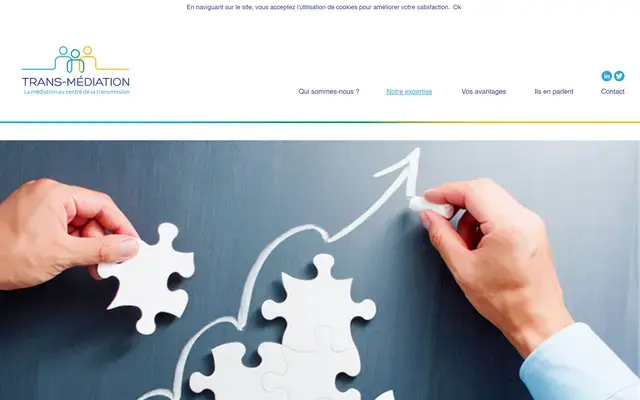 En naviguant sur le site, vous acceptez l'utilisation de cookies pour améliorer votre satisfaction. Ok
TRANS-MÉDIATION
La médiation au centre de la transmission
Qui sommes-nous ?
Notre expertise
Vos avantages
Ils en parlent
Contact